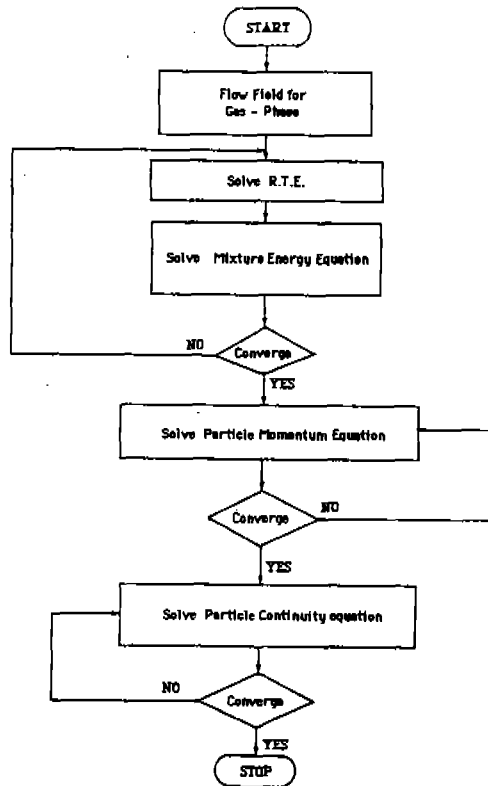 START
Flow Field for
Gas - Phase
Solve R.T.E.
Solve Mixture Energy Equation
NO
Converge
YES
Solve Particle Momentum Equation
Converge
NO
YES
Solve Particle Continuity equation
NO
Converge
YES
STOP